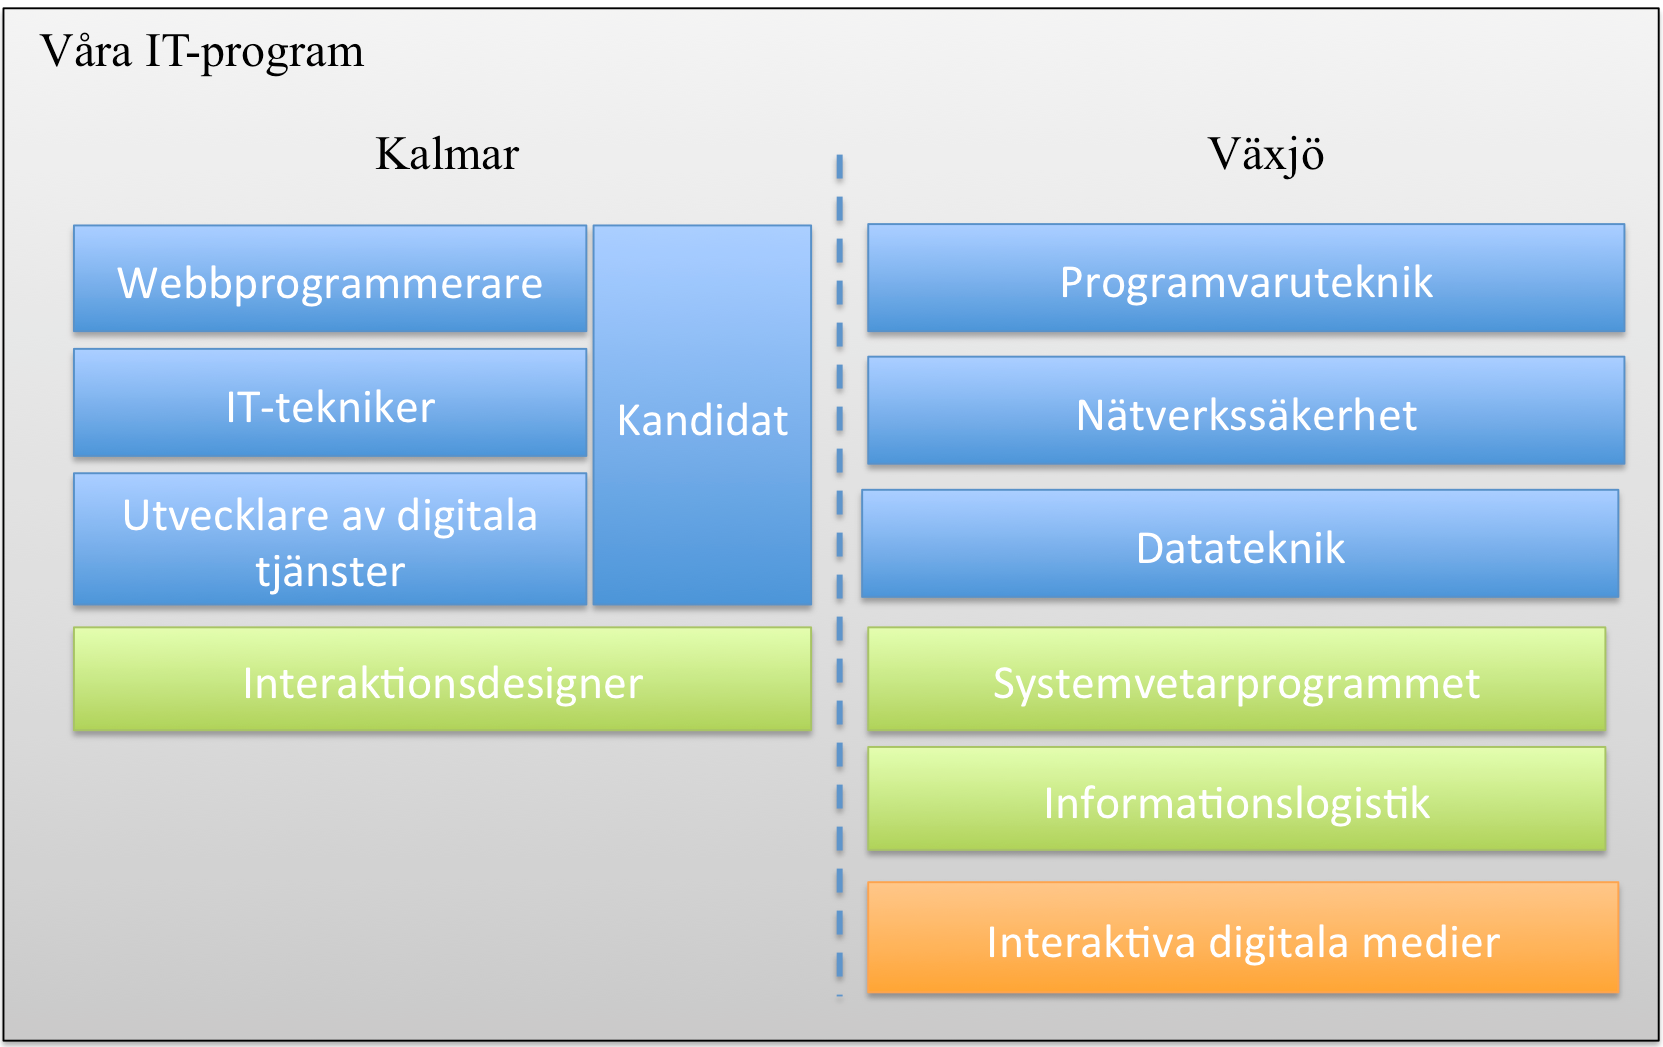 Våra IT-program
Kalmar
Webbprogrammerare
IT-tekniker
Utvecklare av digitala
tjänster
Kandidat
Interaktionsdesigner
Växjö
Programvaruteknik
Nätverkssäkerhet
Datateknik
Systemvetarprogrammet
Informationslogistik
Interaktiva digitala medier